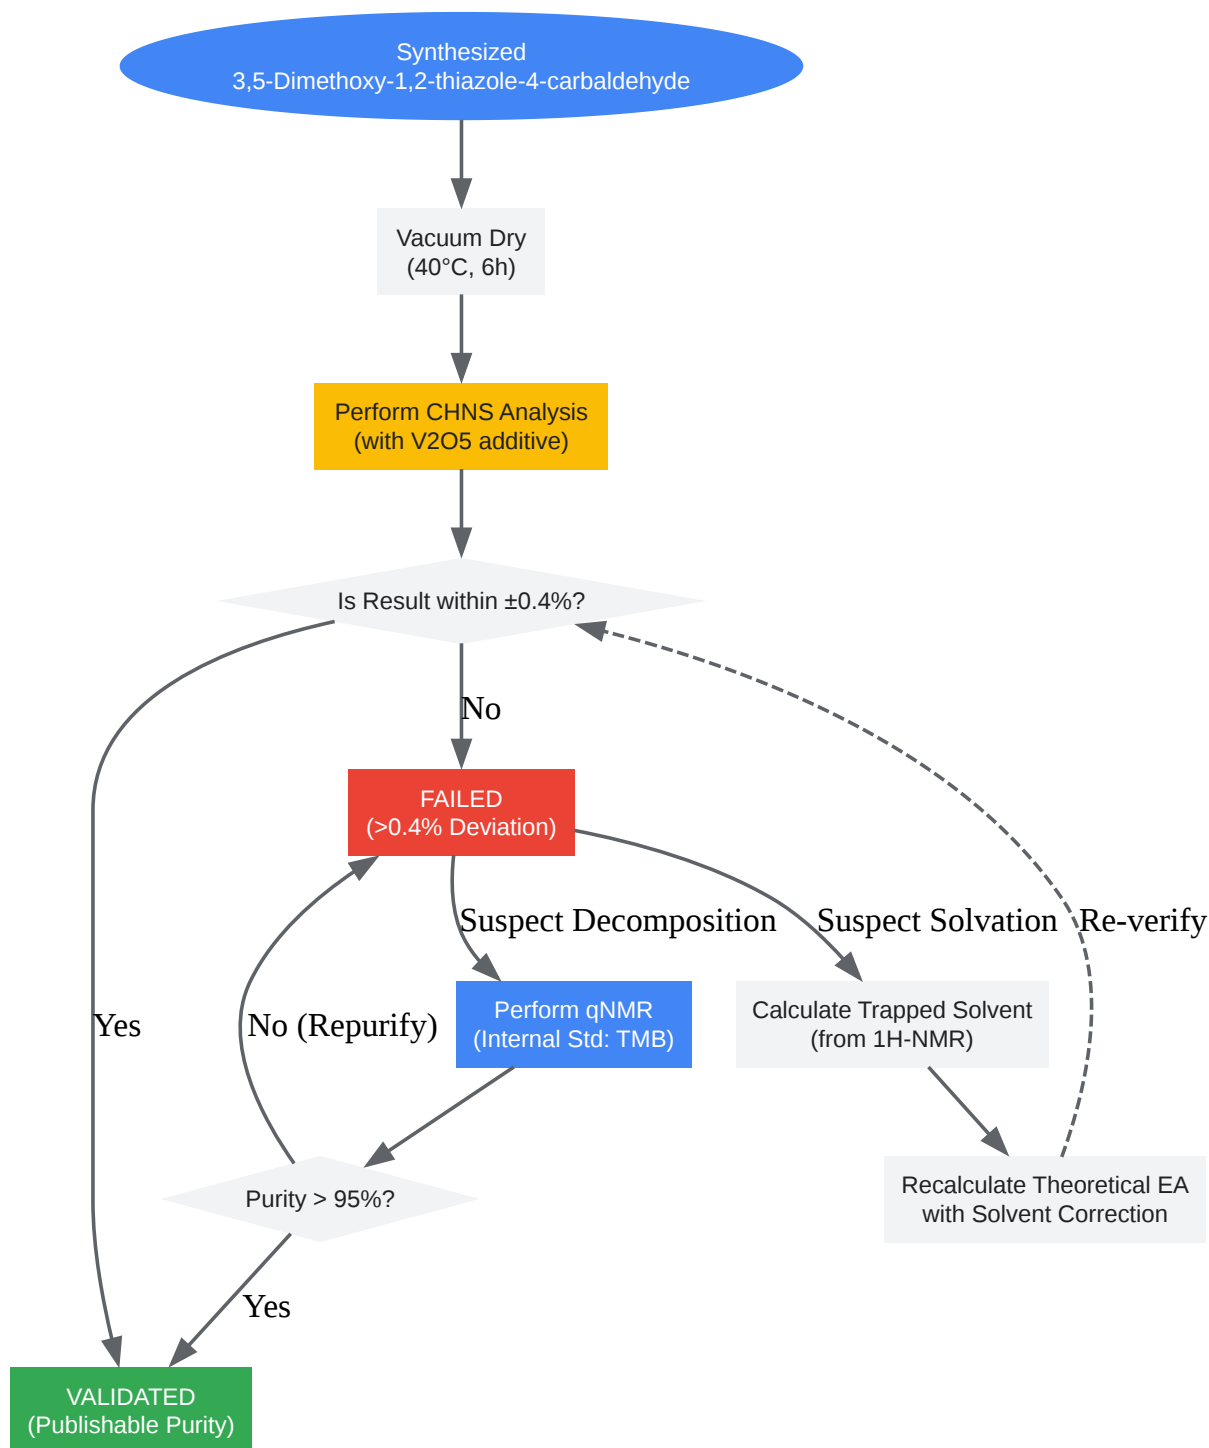 Synthesized
3,5-Dimethoxy-1,2-thiazole-4-carbaldehyde
Vacuum Dry
(40°C, 6h)
Perform CHNS Analysis
(with V2O5 additive)
Is Result within ±0.4%?
No
FAILED
(>0.4% Deviation)
Suspect Decomposition
Suspect Solvation
Re-verify
Yes
No (Repurify)
Perform qNMR
(Internal Std: TMB)
Calculate Trapped Solvent
(from 1H-NMR)
Purity > 95%?
Recalculate Theoretical EA
with Solvent Correction
Yes
VALIDATED
(Publishable Purity)